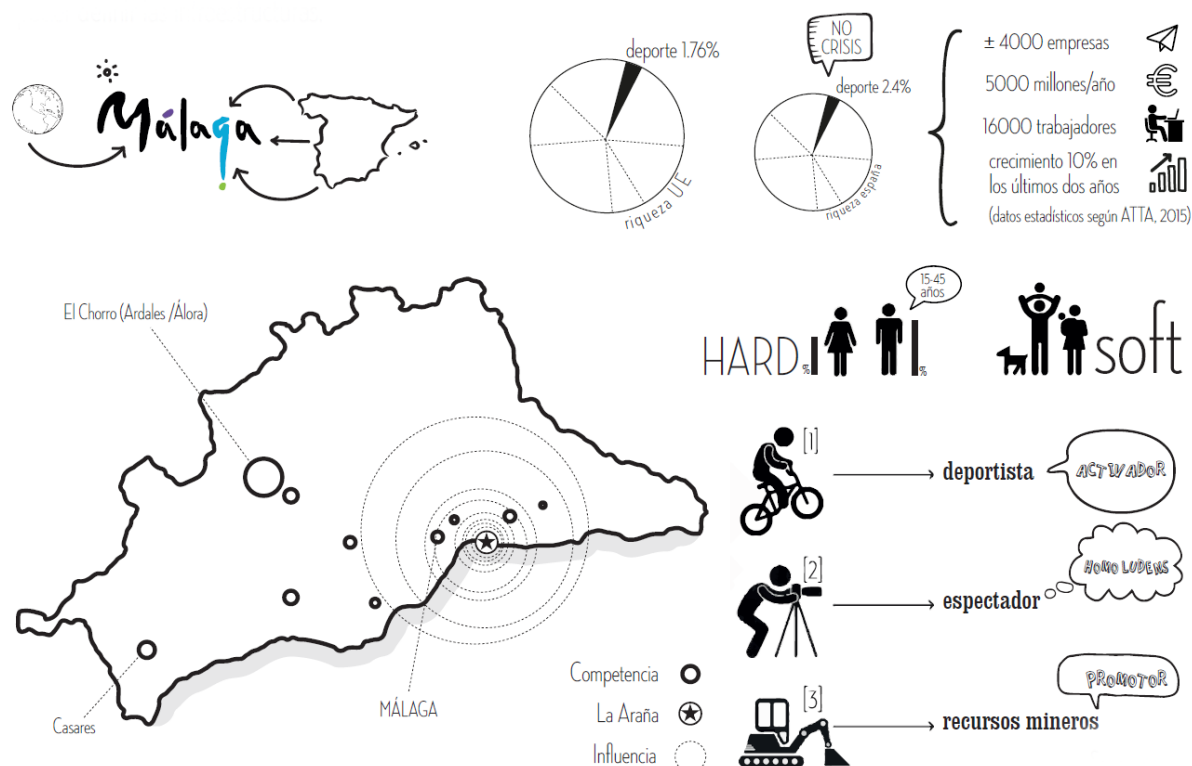 Málaga
deporte 1.76%
riqueza UE
NO
CRISIS
deporte 2.4%
riqueza españa
± 4000 empresas
5000 millones/año
€
16000 trabajadores
crecimiento 10% en
los últimos dos años
(datos estadísticos según ATTA, 2015)
El Chorro (Ardales /Álora)
Casares
MÁLAGA
Competencia
La Araña
Influencia
15-45
años
HARD
%
%
soft
[1]
deportista
ACTIVADOR
[2]
espectador
HOMO LUDENS
[3]
recursos mineros
PROMOTOR